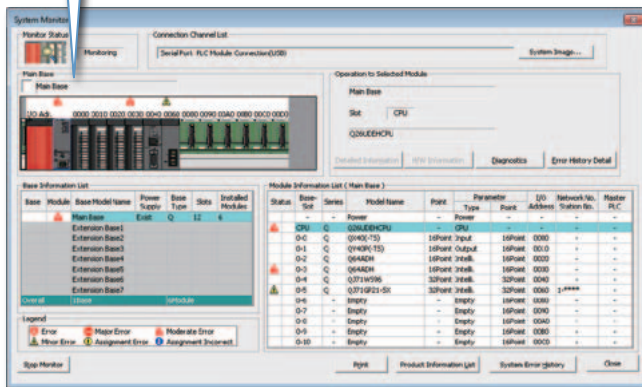 System Monitor
Monitor Status
Monitoring
Connection Channel List
Serial Port PLC Module Connection(USB)
System Image...
Main Base
Main Base
I/O Adr. 0000 0010 0020 0030 0040 0060 0080 0090 00A0 00B0 00C0 00D0
Operation to Selected Module
Main Base
Slot CPU
Q26UDEHCPU
Detailed Information H/W Information Diagnostics Error History Detail
Base Information List
Base Module Base Model Name Power Supply Base Type Slots Installed Modules
Main Base Exist Q 12 6
Extension Base1
Extension Base2
Extension Base3
Extension Base4
Extension Base5
Extension Base6
Extension Base7
Overall 1Base 6Module
Module Information List (Main Base)
Status Base-Slot Series Model Name Point Parameter Type Point I/O Address Network No. Station No. Master PLC
- - Power - Power - - - -
CPU Q Q26UDEHCPU - CPU - - - -
0-0 Q QX40(-TS) 16Point Input 16Point 0000 - -
0-1 Q QY40P(-TS) 16Point Output 16Point 0010 - -
0-2 Q Q64ADH 16Point Intelli. 16Point 0020 - -
0-3 Q Q64ADH 16Point Intelli. 16Point 0030 - -
0-4 Q QJ71WS96 32Point Intelli. 32Point 0040 - -
0-5 Q QJ71GF21-SX 32Point Intelli. 32Point 0060 1-****
0-6 - Empty - Empty 16Point 0080 - -
0-7 - Empty - Empty 16Point 0090 - -
0-8 - Empty - Empty 16Point 00A0 - -
0-9 - Empty - Empty 16Point 00B0 - -
0-10 - Empty - Empty 16Point 00C0 - -
Legend
Error Major Error Moderate Error
Minor Error Assignment Error Assignment Incorrect
Stop Monitor
Print Product Information List System Error History Close